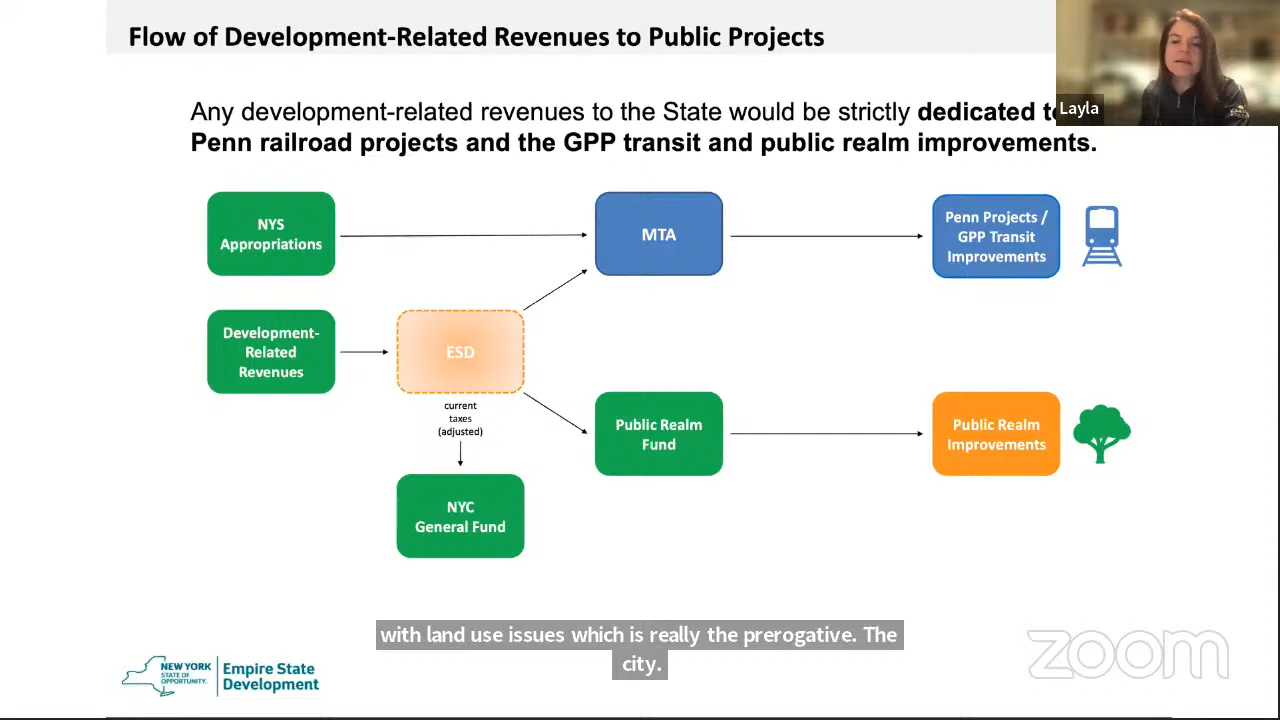 Flow of Development-Related Revenues to Public Projects
Layla
Any development-related revenues to the State would be strictly dedicated to
Penn railroad projects and the GPP transit and public realm improvements.
NYS
Appropriations
MTA
Penn Projects /
GPP Transit
Improvements
Development-
Related
Revenues
ESD
current
taxes
(adjusted)
Public Realm
Fund
Public Realm
Improvements
NYC
General Fund
with land use issues which is really the prerogative. The
city.
NEW YORK
STATE OF
OPPORTUNITY.
Empire State
Development
zoom